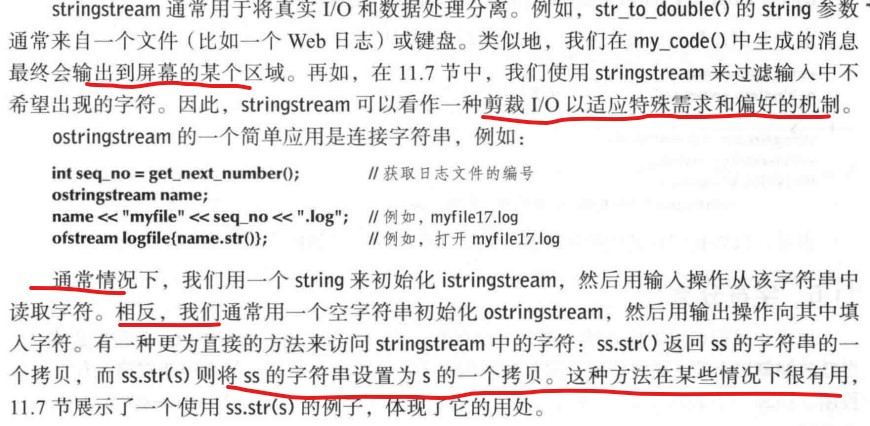 stringstream 通常用于将真实 I/O 和数据处理分离。例如，str_to_double() 的 string 参数
通常来自一个文件（比如一个 Web 日志）或键盘。类似地，我们在 my_code() 中生成的消息
最终会输出到屏幕的某个区域。再如，在 11.7 节中，我们使用 stringstream 来过滤输入中不
希望出现的字符。因此，stringstream 可以看作一种剪裁 I/O 以适应特殊需求和偏好的机制。
ostringstream 的一个简单应用是连接字符串，例如：
int seq_no = get_next_number(); // 获取日志文件的编号
ostringstream name;
name << "myfile" << seq_no << ".log"; // 例如，myfile17.log
ofstream logfile{name.str()}; // 例如，打开 myfile17.log
通常情况下，我们用一个 string 来初始化 istringstream，然后用输入操作从该字符串中
读取字符。相反，我们通常用一个空字符串初始化 ostringstream，然后用输出操作向其中填
入字符。有一种更为直接的方法来访问 stringstream 中的字符：ss.str() 返回 ss 的字符串的一
个拷贝，而 ss.str(s) 则将 ss 的字符串设置为 s 的一个拷贝。这种方法在某些情况下很有用，
11.7 节展示了一个使用 ss.str(s) 的例子，体现了它的用处。